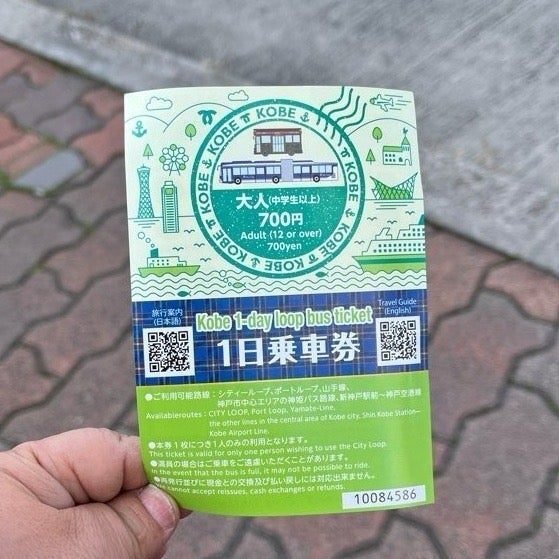 KOBE KOBE KOBE KOBE KOBE KOBE
大人(中学生以上)
700円
Adult (12 or over)
700yen
旅行案内
(日本語)
Travel Guide
(English)
Kobe 1-day loop bus ticket
1日乗車券
●ご利用可能路線：シティーループ、ポートループ、山手線、
神戸市中心エリアの神姫バス路線、新神戸駅前～神戸空港線
Availableroutes：CITY LOOP, Port Loop, Yamate-Line,
the other lines in the central area of Kobe city, Shin Kobe Station–
Kobe Airport Line.
●本券1枚につき1人のみの利用となります。
This ticket is valid for only one person wishing to use the City Loop.
●満員の場合はご乗車をご遠慮いただくことがあります。
In the event that the bus is full, it may not be possible to ride.
●再発行並びに現金との交換及び払い戻しには対応出来ません。
cannot accept reissues, cash exchanges or refunds.
10084586